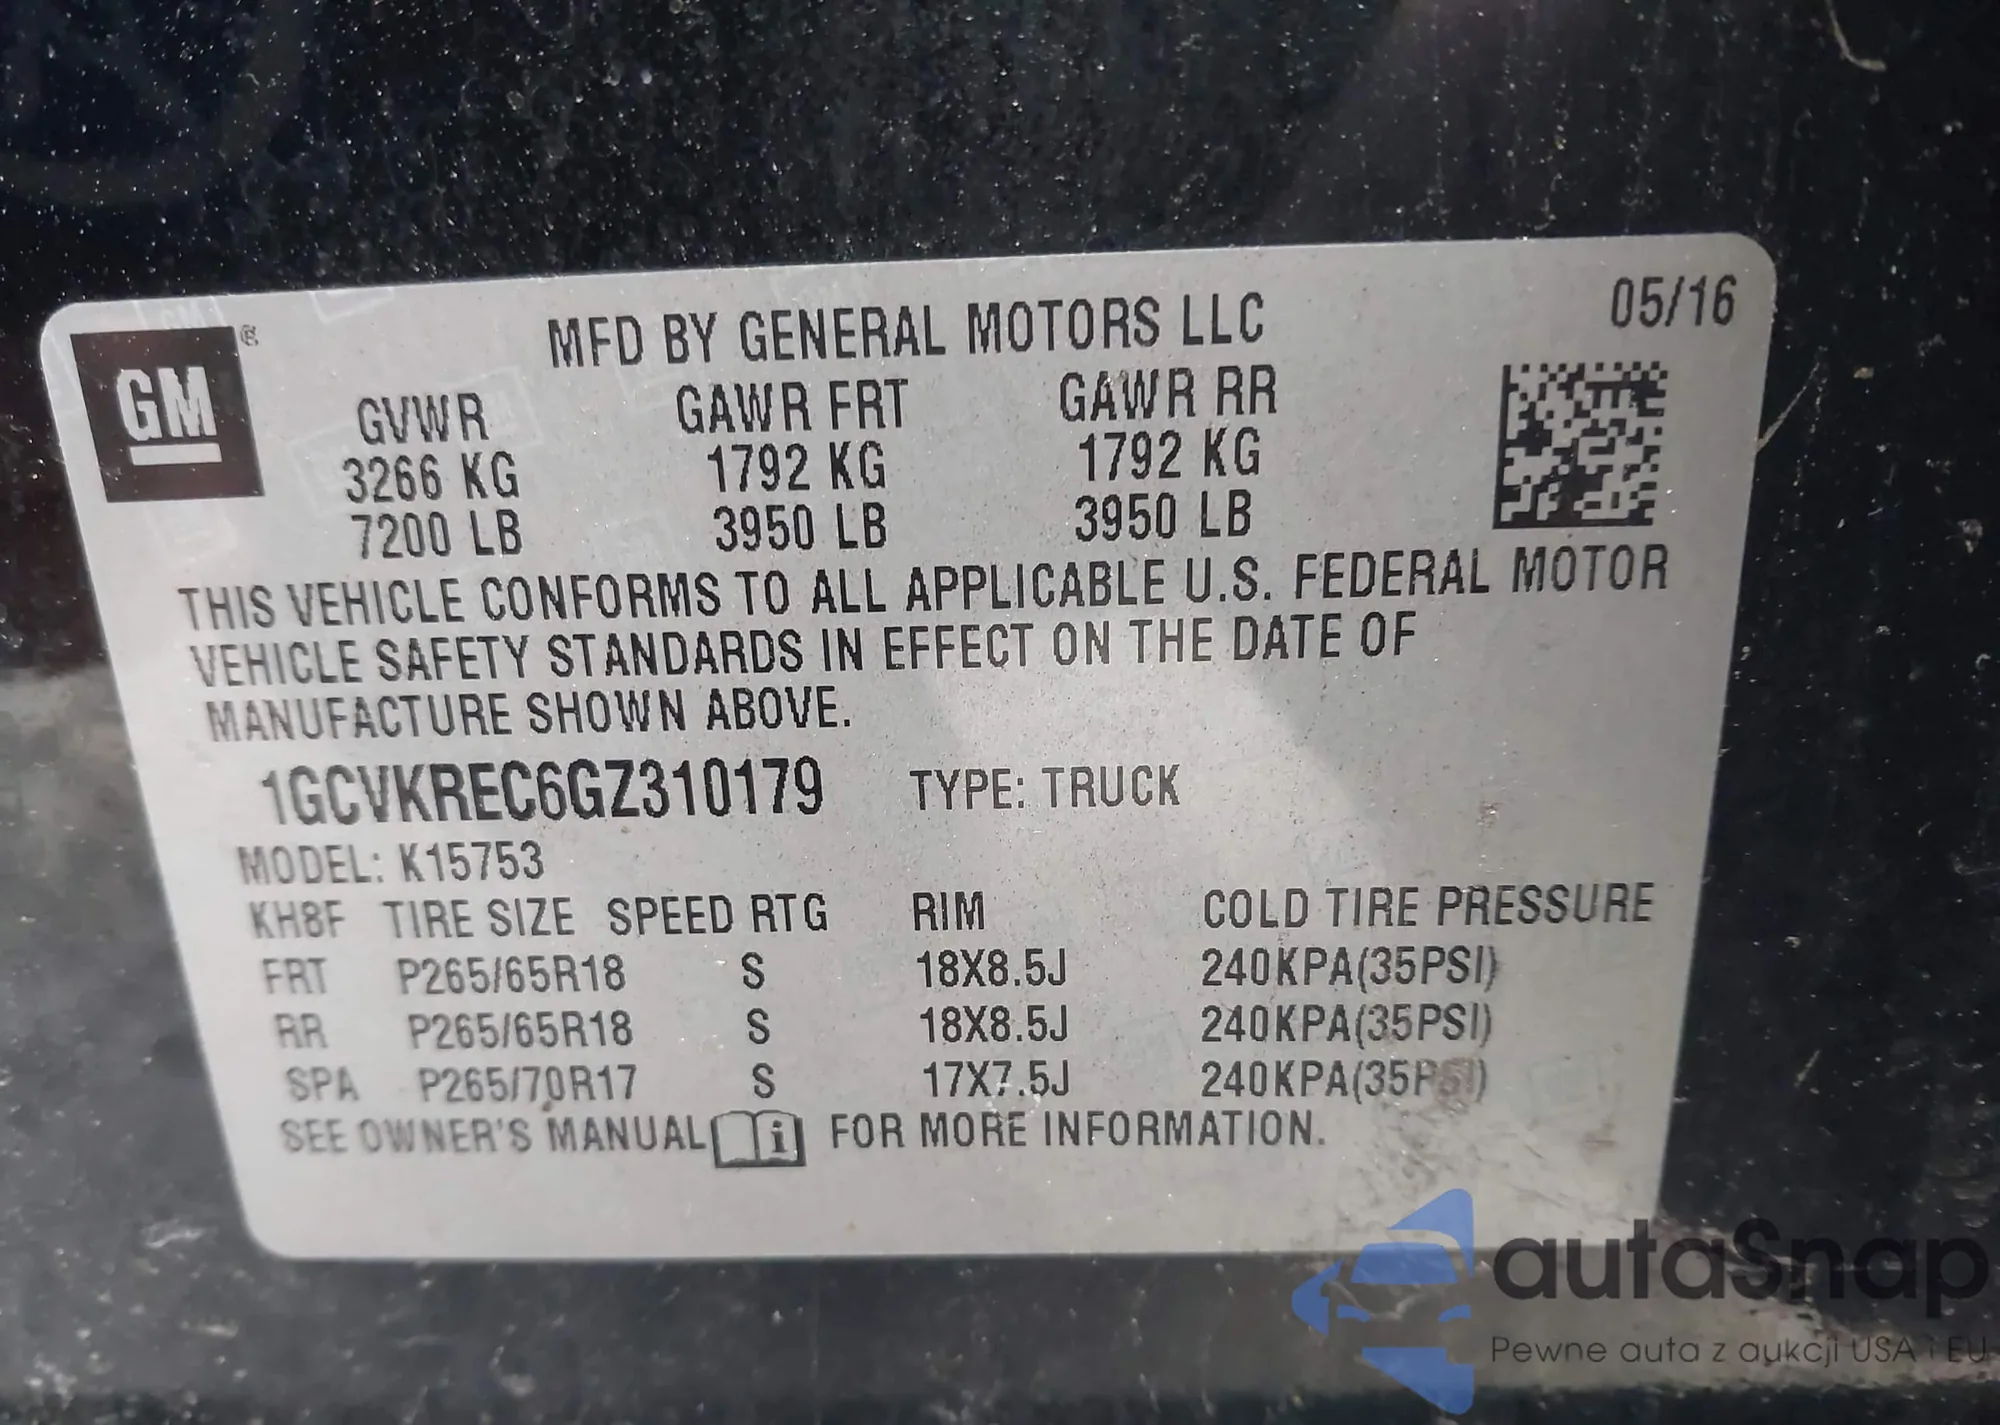 05/16
GM ®
MFD BY GENERAL MOTORS LLC
GVWR GAWR FRT GAWR RR
3266 KG 1792 KG 1792 KG
7200 LB 3950 LB 3950 LB
THIS VEHICLE CONFORMS TO ALL APPLICABLE U.S. FEDERAL MOTOR
VEHICLE SAFETY STANDARDS IN EFFECT ON THE DATE OF
MANUFACTURE SHOWN ABOVE.
1GCVKREC6GZ310179 TYPE: TRUCK
MODEL: K15753
KH8F TIRE SIZE SPEED RTG RIM COLD TIRE PRESSURE
FRT P265/65R18 S 18X8.5J 240KPA(35PSI)
RR P265/65R18 S 18X8.5J 240KPA(35PSI)
SPA P265/70R17 S 17X7.5J 240KPA(35PSI)
SEE OWNER'S MANUAL i FOR MORE INFORMATION.
autaSnap
Pewne auta z aukcji USA i EU